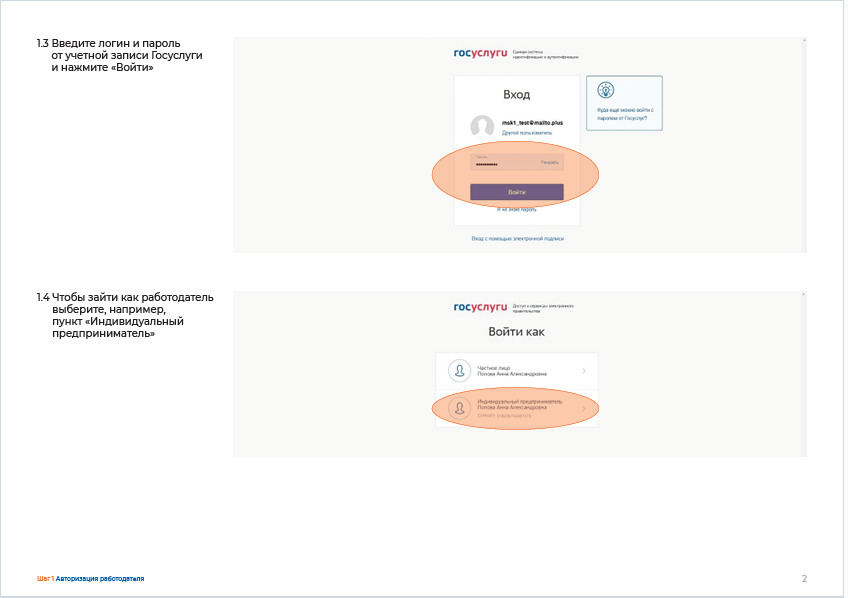 1.3 Введите логин и пароль
от учетной записи Госуслуги
и нажмите «Войти»
госуслуги
Единая система
идентификации и аутентификации
Вход
msk1_test@mailto.plus
Другой пользователь
Пароль
Показать
Войти
Я не знаю пароль
Вход с помощью электронной подписи
Куда ещё можно войти с
паролем от Госуслуг?
1.4 Чтобы зайти как работодатель
выберите, например,
пункт «Индивидуальный
предприниматель»
госуслуги
Доступ к сервисам электронного
правительства
Войти как
Частное лицо
Попова Анна Александровна
Индивидуальный предприниматель
Попова Анна Александровна
Шаг 1 Авторизация работодателя
2